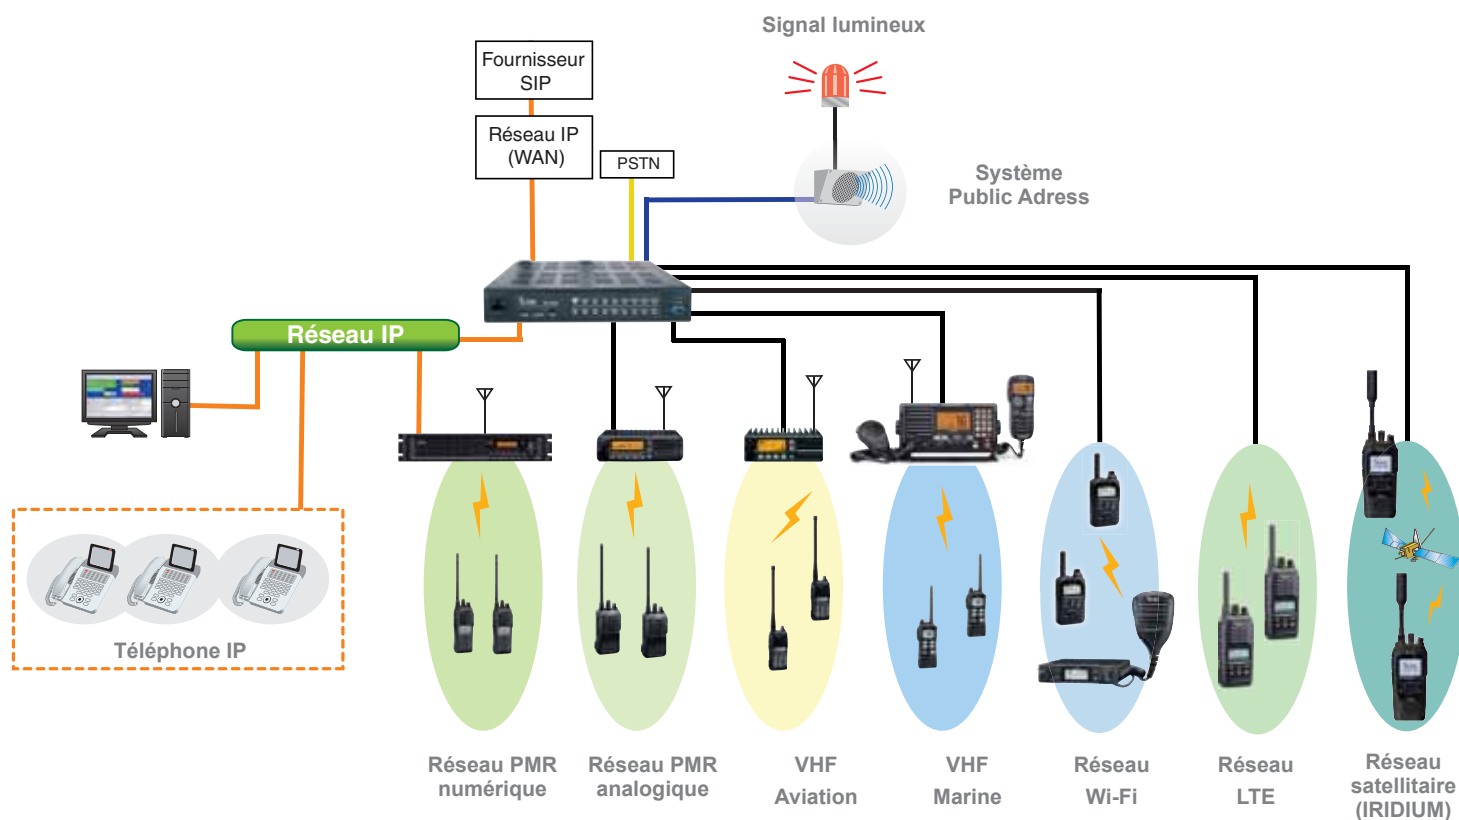 Signal lumineux
Fournisseur
SIP
Réseau IP
(WAN)
PSTN
Système
Public Adress
Réseau IP
Téléphone IP
Réseau PMR
numérique
Réseau PMR
analogique
VHF
Aviation
VHF
Marine
Réseau
Wi-Fi
Réseau
LTE
Réseau
satellitaire
(IRIDIUM)